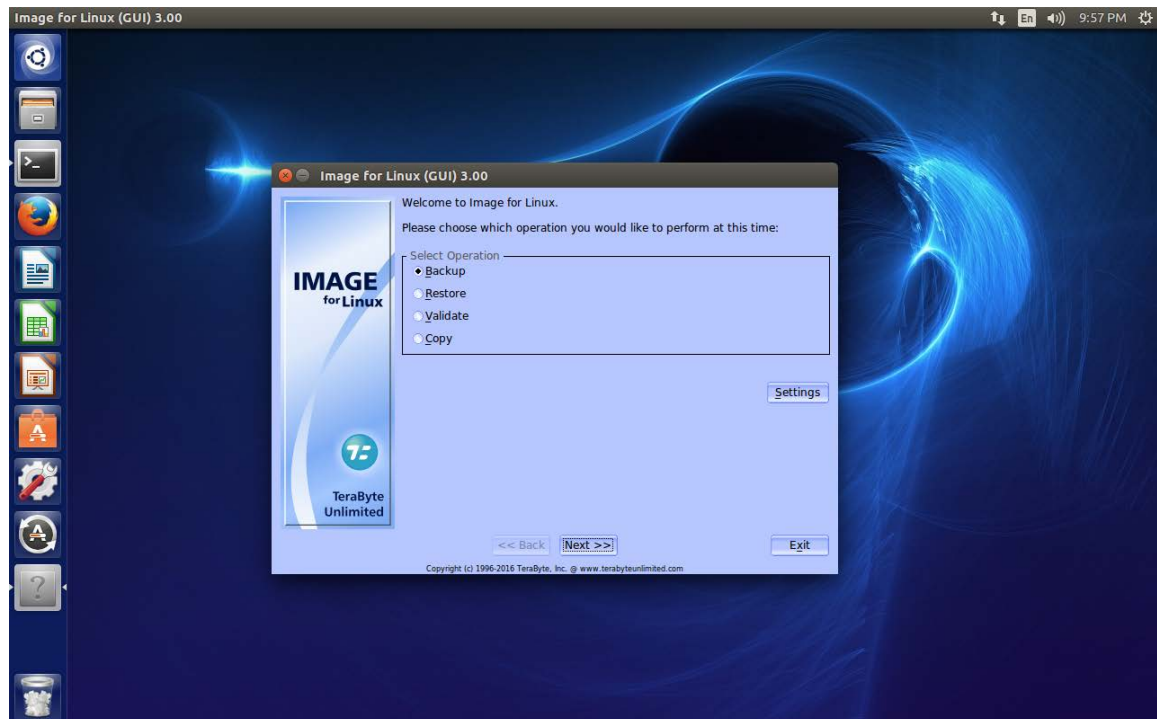 Image for Linux (GUI) 3.00
En
9:57 PM
Image for Linux (GUI) 3.00
IMAGE
for Linux
TeraByte
Unlimited
Welcome to Image for Linux.
Please choose which operation you would like to perform at this time:
Select Operation
Backup
Restore
Validate
Copy
Settings
<< Back
Next >>
Exit
Copyright (c) 1996-2016 TeraByte, Inc. @ www.terabyteunlimited.com